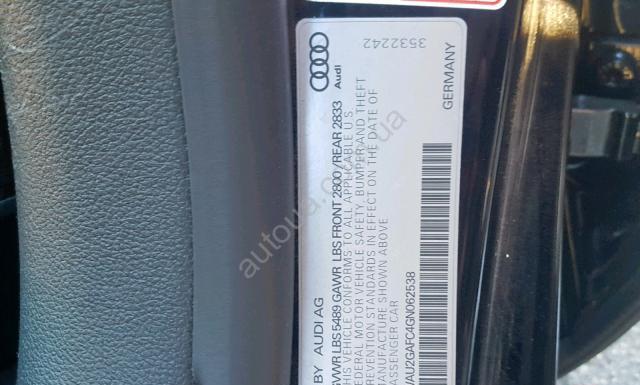 BY AUDI AG
GVWR LBS 5489 GAWR LBS FRONT 2800 /REAR 2833
VEHICLE CONFORMS TO ALL APPLICABLE U.S.
FEDERAL MOTOR VEHICLE SAFETY, BUMPER AND THEFT
PREVENTION STANDARDS IN EFFECT ON THE DATE OF
MANUFACTURE SHOWN ABOVE
PASSENGER CAR
WAU2GAFC4GN062538
GERMANY
Audi
3532242
autoua.com.ua